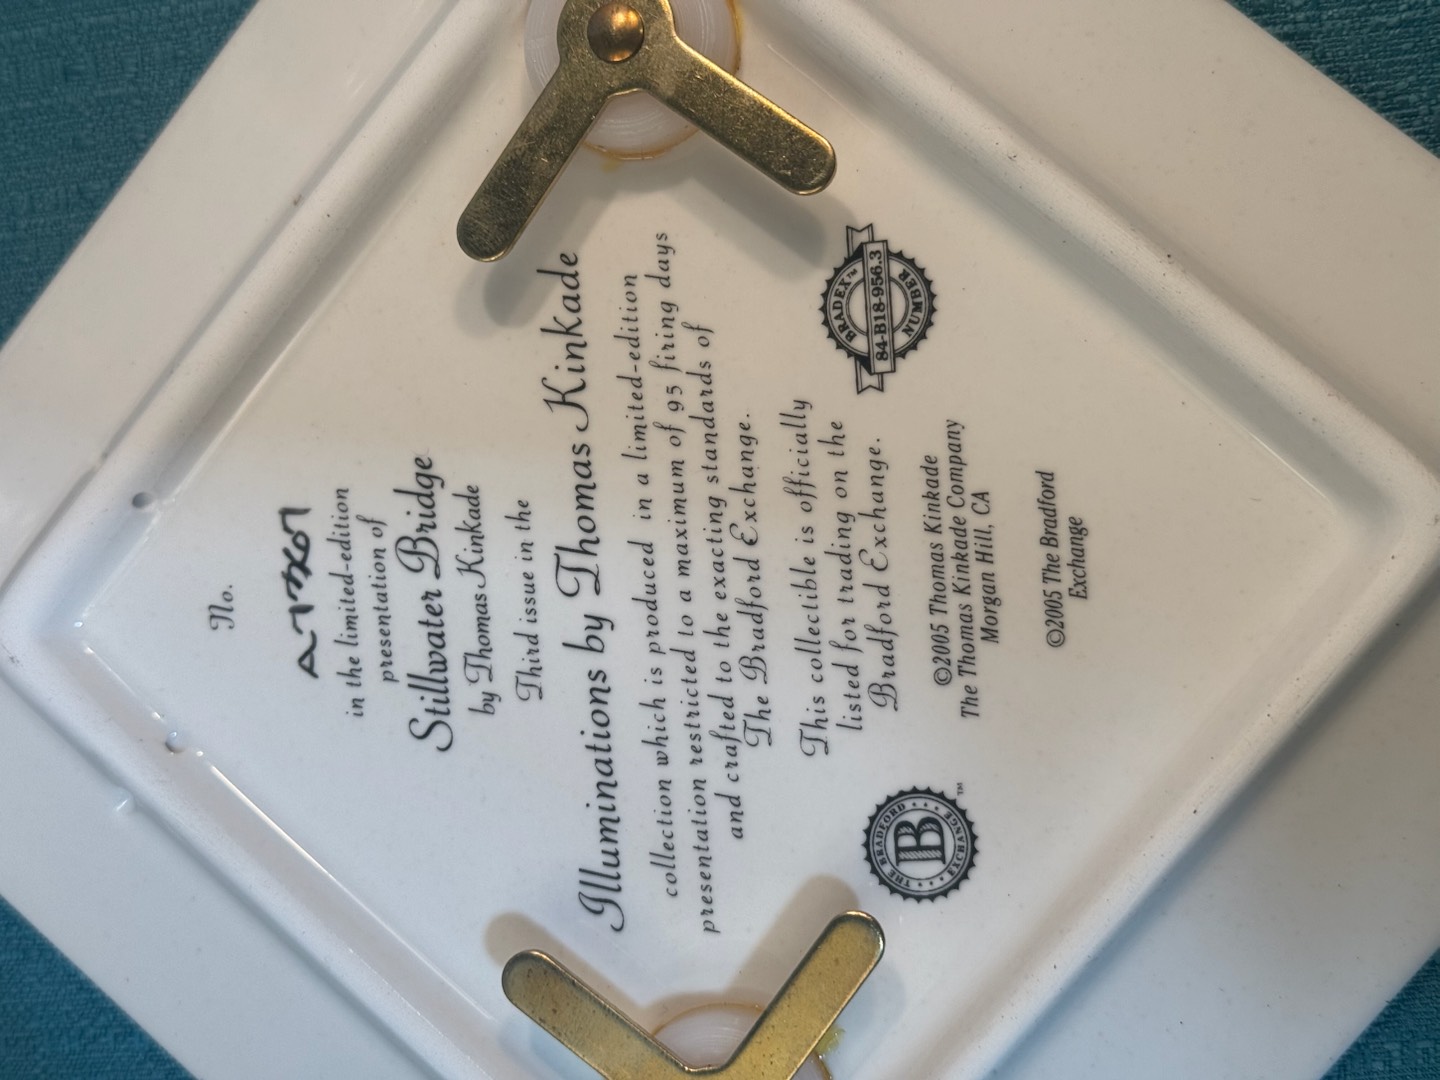 No.
in the limited-edition
presentation of
Stillwater Bridge
by Thomas Kinkade
Third issue in the
Illuminations by Thomas Kinkade
collection which is produced in a limited-edition
presentation restricted to a maximum of 95 firing days
and crafted to the exacting standards of
The Bradford Exchange.
This collectible is officially
listed for trading on the
Bradford Exchange.
THE BRADFORD
B
EXCHANGE
TM
BRADEX™
84-B18-956.3
NUMBER
©2005 Thomas Kinkade
The Thomas Kinkade Company
Morgan Hill, CA
©2005 The Bradford
Exchange